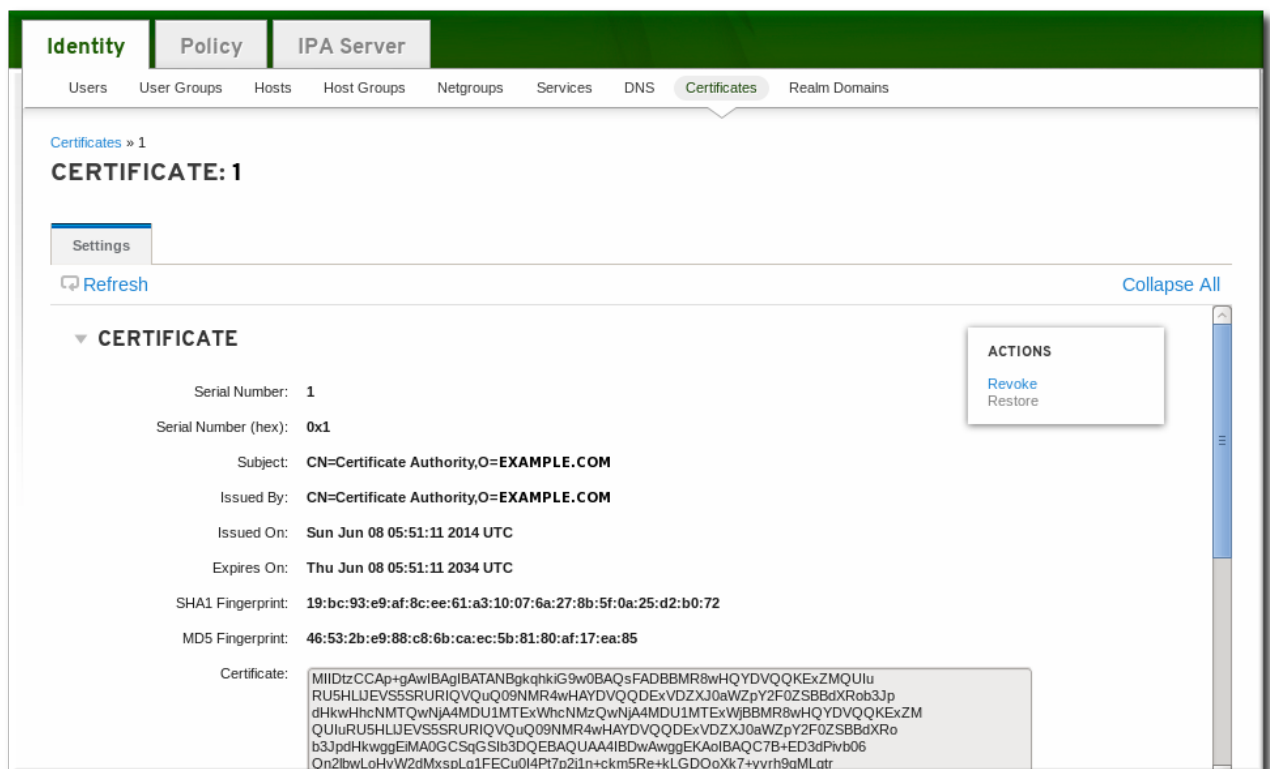 Identity Policy IPA Server
Users User Groups Hosts Host Groups Netgroups Services DNS Certificates Realm Domains
Certificates » 1
CERTIFICATE: 1
Settings
Refresh Collapse All
CERTIFICATE
ACTIONS
Revoke
Restore
Serial Number: 1
Serial Number (hex): 0x1
Subject: CN=Certificate Authority,O=EXAMPLE.COM
Issued By: CN=Certificate Authority,O=EXAMPLE.COM
Issued On: Sun Jun 08 05:51:11 2014 UTC
Expires On: Thu Jun 08 05:51:11 2034 UTC
SHA1 Fingerprint: 19:bc:93:e9:af:8c:ee:61:a3:10:07:6a:27:8b:5f:0a:25:d2:b0:72
MD5 Fingerprint: 46:53:2b:e9:88:c8:6b:ca:ec:5b:81:80:af:17:ea:85
Certificate: MIIDtzCCAp+gAwIBAgIBATANBgkqhkiG9w0BAQsFADBBMR8wHQYDVQQKExZMQUIu
RU5HLlJEVS5SRURIQVQuQ09NMR4wHAYDVQQDExVDZXJ0aWZpY2F0ZSBBdXRob3Jp
dHkwHhcNMTQwNjA4MDU1MTExWhcNMzQwNjA4MDU1MTExWjBBMR8wHQYDVQQKExZM
QUIuRU5HLlJEVS5SRURIQVQuQ09NMR4wHAYDVQQDExVDZXJ0aWZpY2F0ZSBBdXRo
b3JpdHkwggEiMA0GCSqGSIb3DQEBAQUAA4IBDwAwggEKAoIBAQC7B+ED3dPivb06